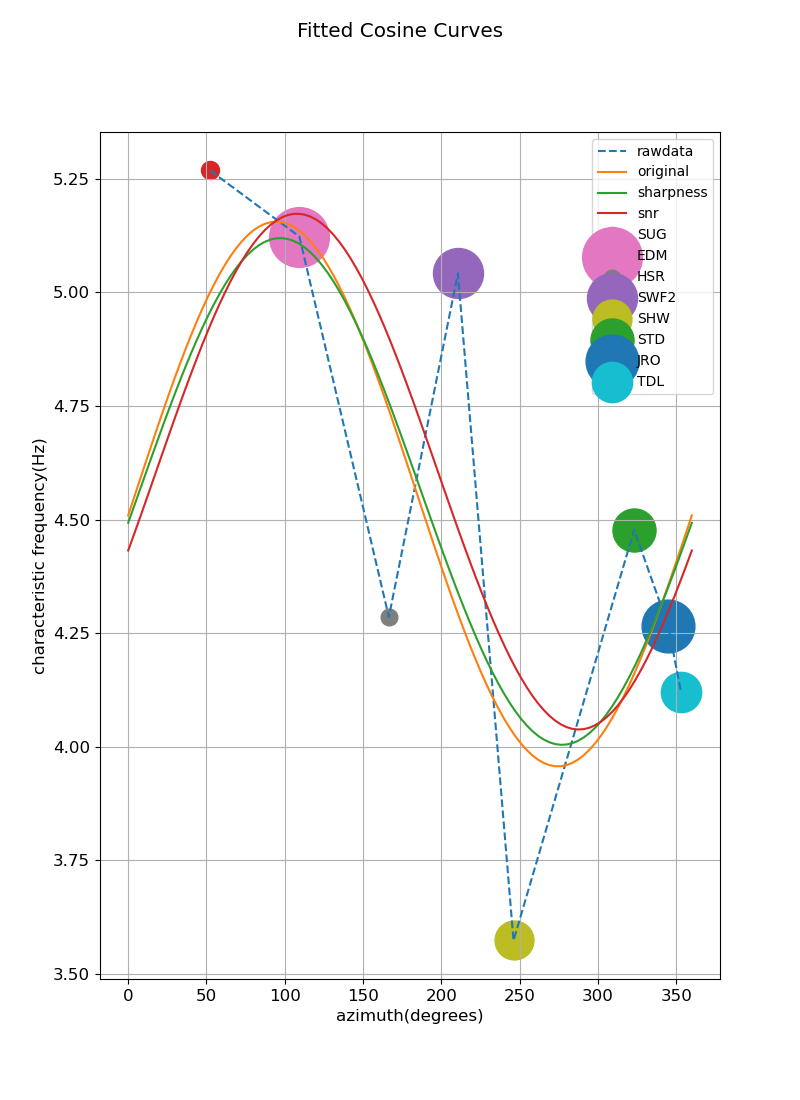 Fitted Cosine Curves
rawdata
original
sharpness
snr
SUG
EDM
HSR
SWF2
SHW
STD
JRO
TDL
5.25
5.00
4.75
4.50
4.25
4.00
3.75
3.50
characteristic frequency(Hz)
0 50 100 150 200 250 300 350
azimuth(degrees)